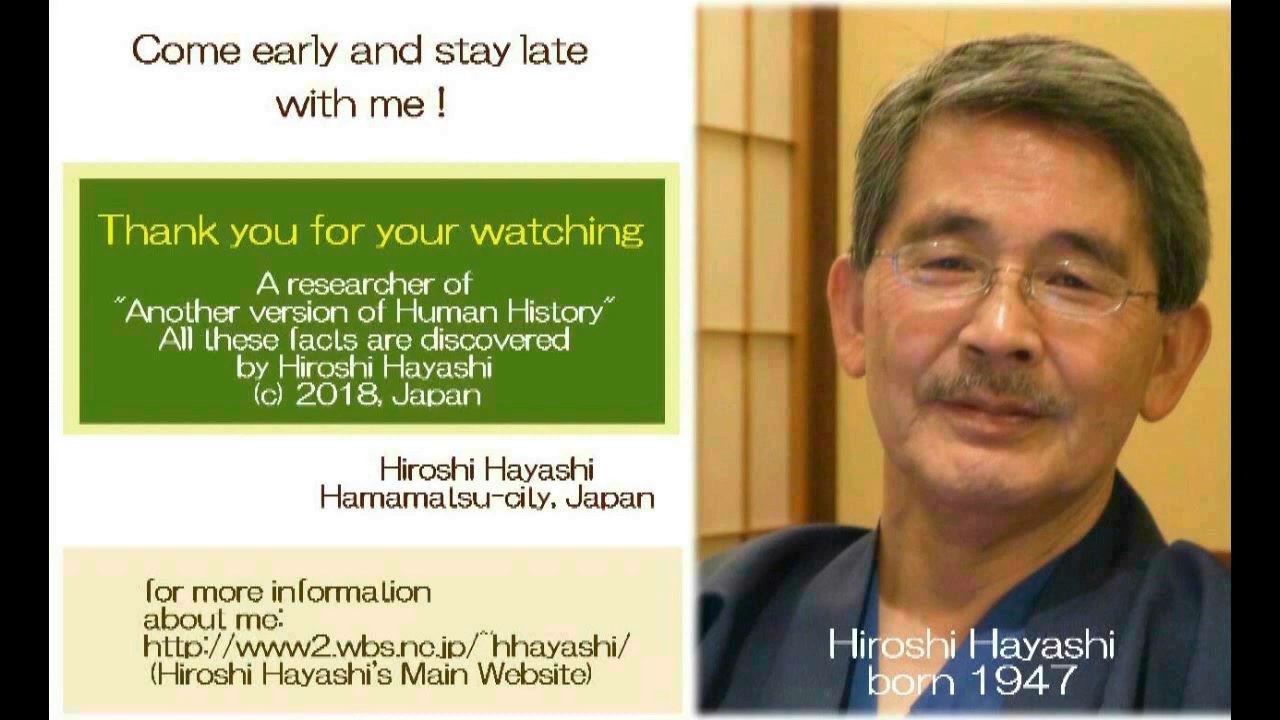 Come early and stay late
with me !
Thank you for your watching
A researcher of
"Another version of Human History"
All these facts are discovered
by Hiroshi Hayashi
(c) 2018, Japan
Hiroshi Hayashi
Hamamatsu-city, Japan
for more information
about me:
http://www2.wbs.ne.jp/~hhayashi/
(Hiroshi Hayashi's Main Website)
Hiroshi Hayashi
born 1947